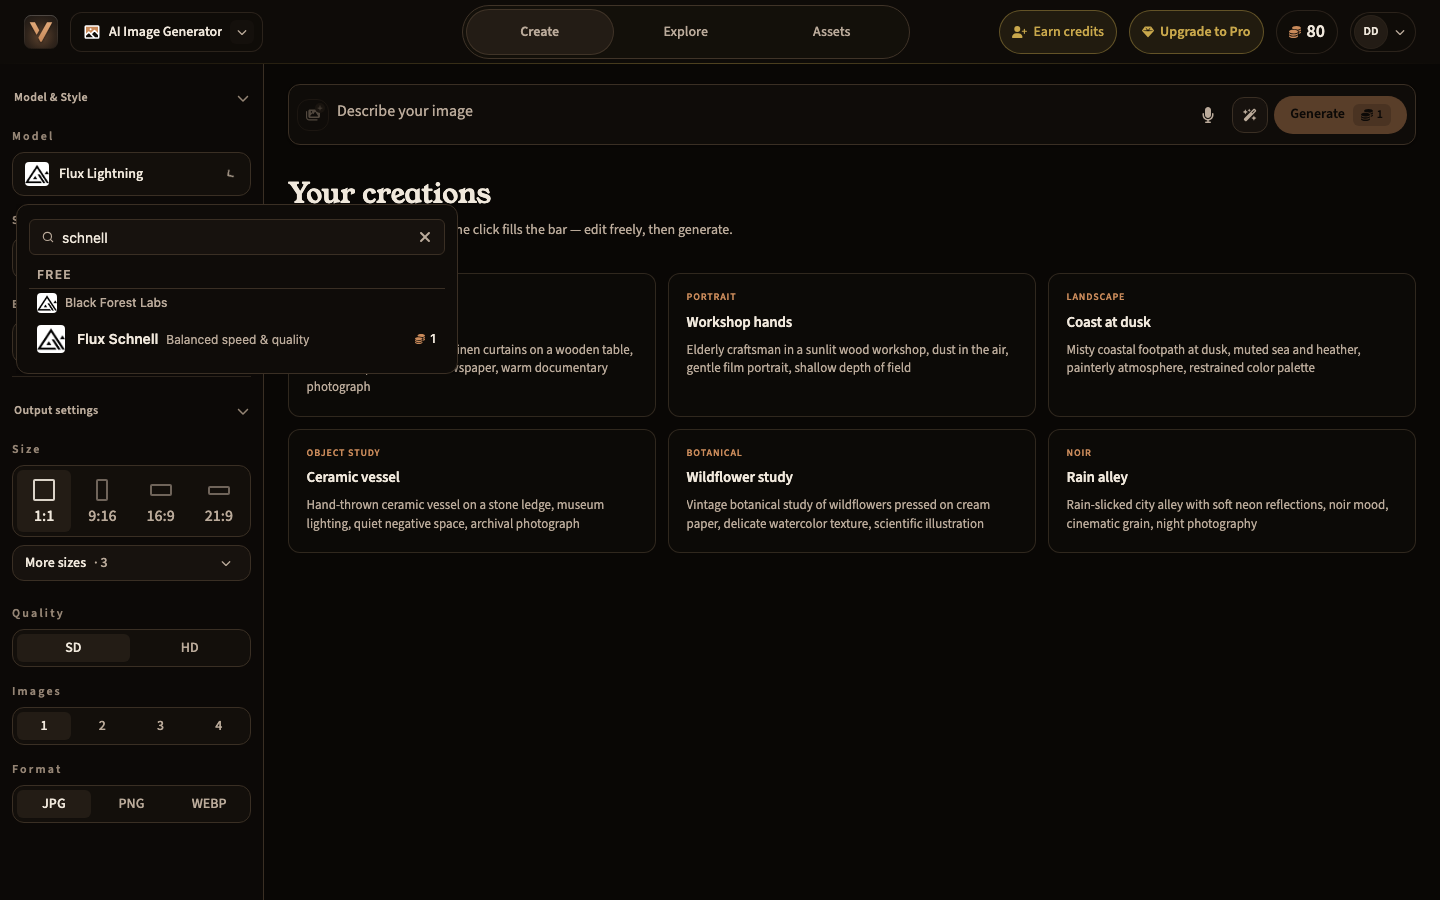 AI Image Generator
Create
Explore
Assets
Earn credits
Upgrade to Pro
80
DD
Model & Style
Model
Flux Lightning
schnell
FREE
Black Forest Labs
Flux Schnell Balanced speed & quality 1
Output settings
Size
1:1
9:16
16:9
21:9
More sizes · 3
Quality
SD
HD
Images
1
2
3
4
Format
JPG
PNG
WEBP
Describe your image
Generate 1
Your creations
click fills the bar — edit freely, then generate.
curtains on a wooden table,
warm documentary
photograph
PORTRAIT
Workshop hands
Elderly craftsman in a sunlit wood workshop, dust in the air,
gentle film portrait, shallow depth of field
LANDSCAPE
Coast at dusk
Misty coastal footpath at dusk, muted sea and heather,
painterly atmosphere, restrained color palette
OBJECT STUDY
Ceramic vessel
Hand-thrown ceramic vessel on a stone ledge, museum
lighting, quiet negative space, archival photograph
BOTANICAL
Wildflower study
Vintage botanical study of wildflowers pressed on cream
paper, delicate watercolor texture, scientific illustration
NOIR
Rain alley
Rain-slicked city alley with soft neon reflections, noir mood,
cinematic grain, night photography